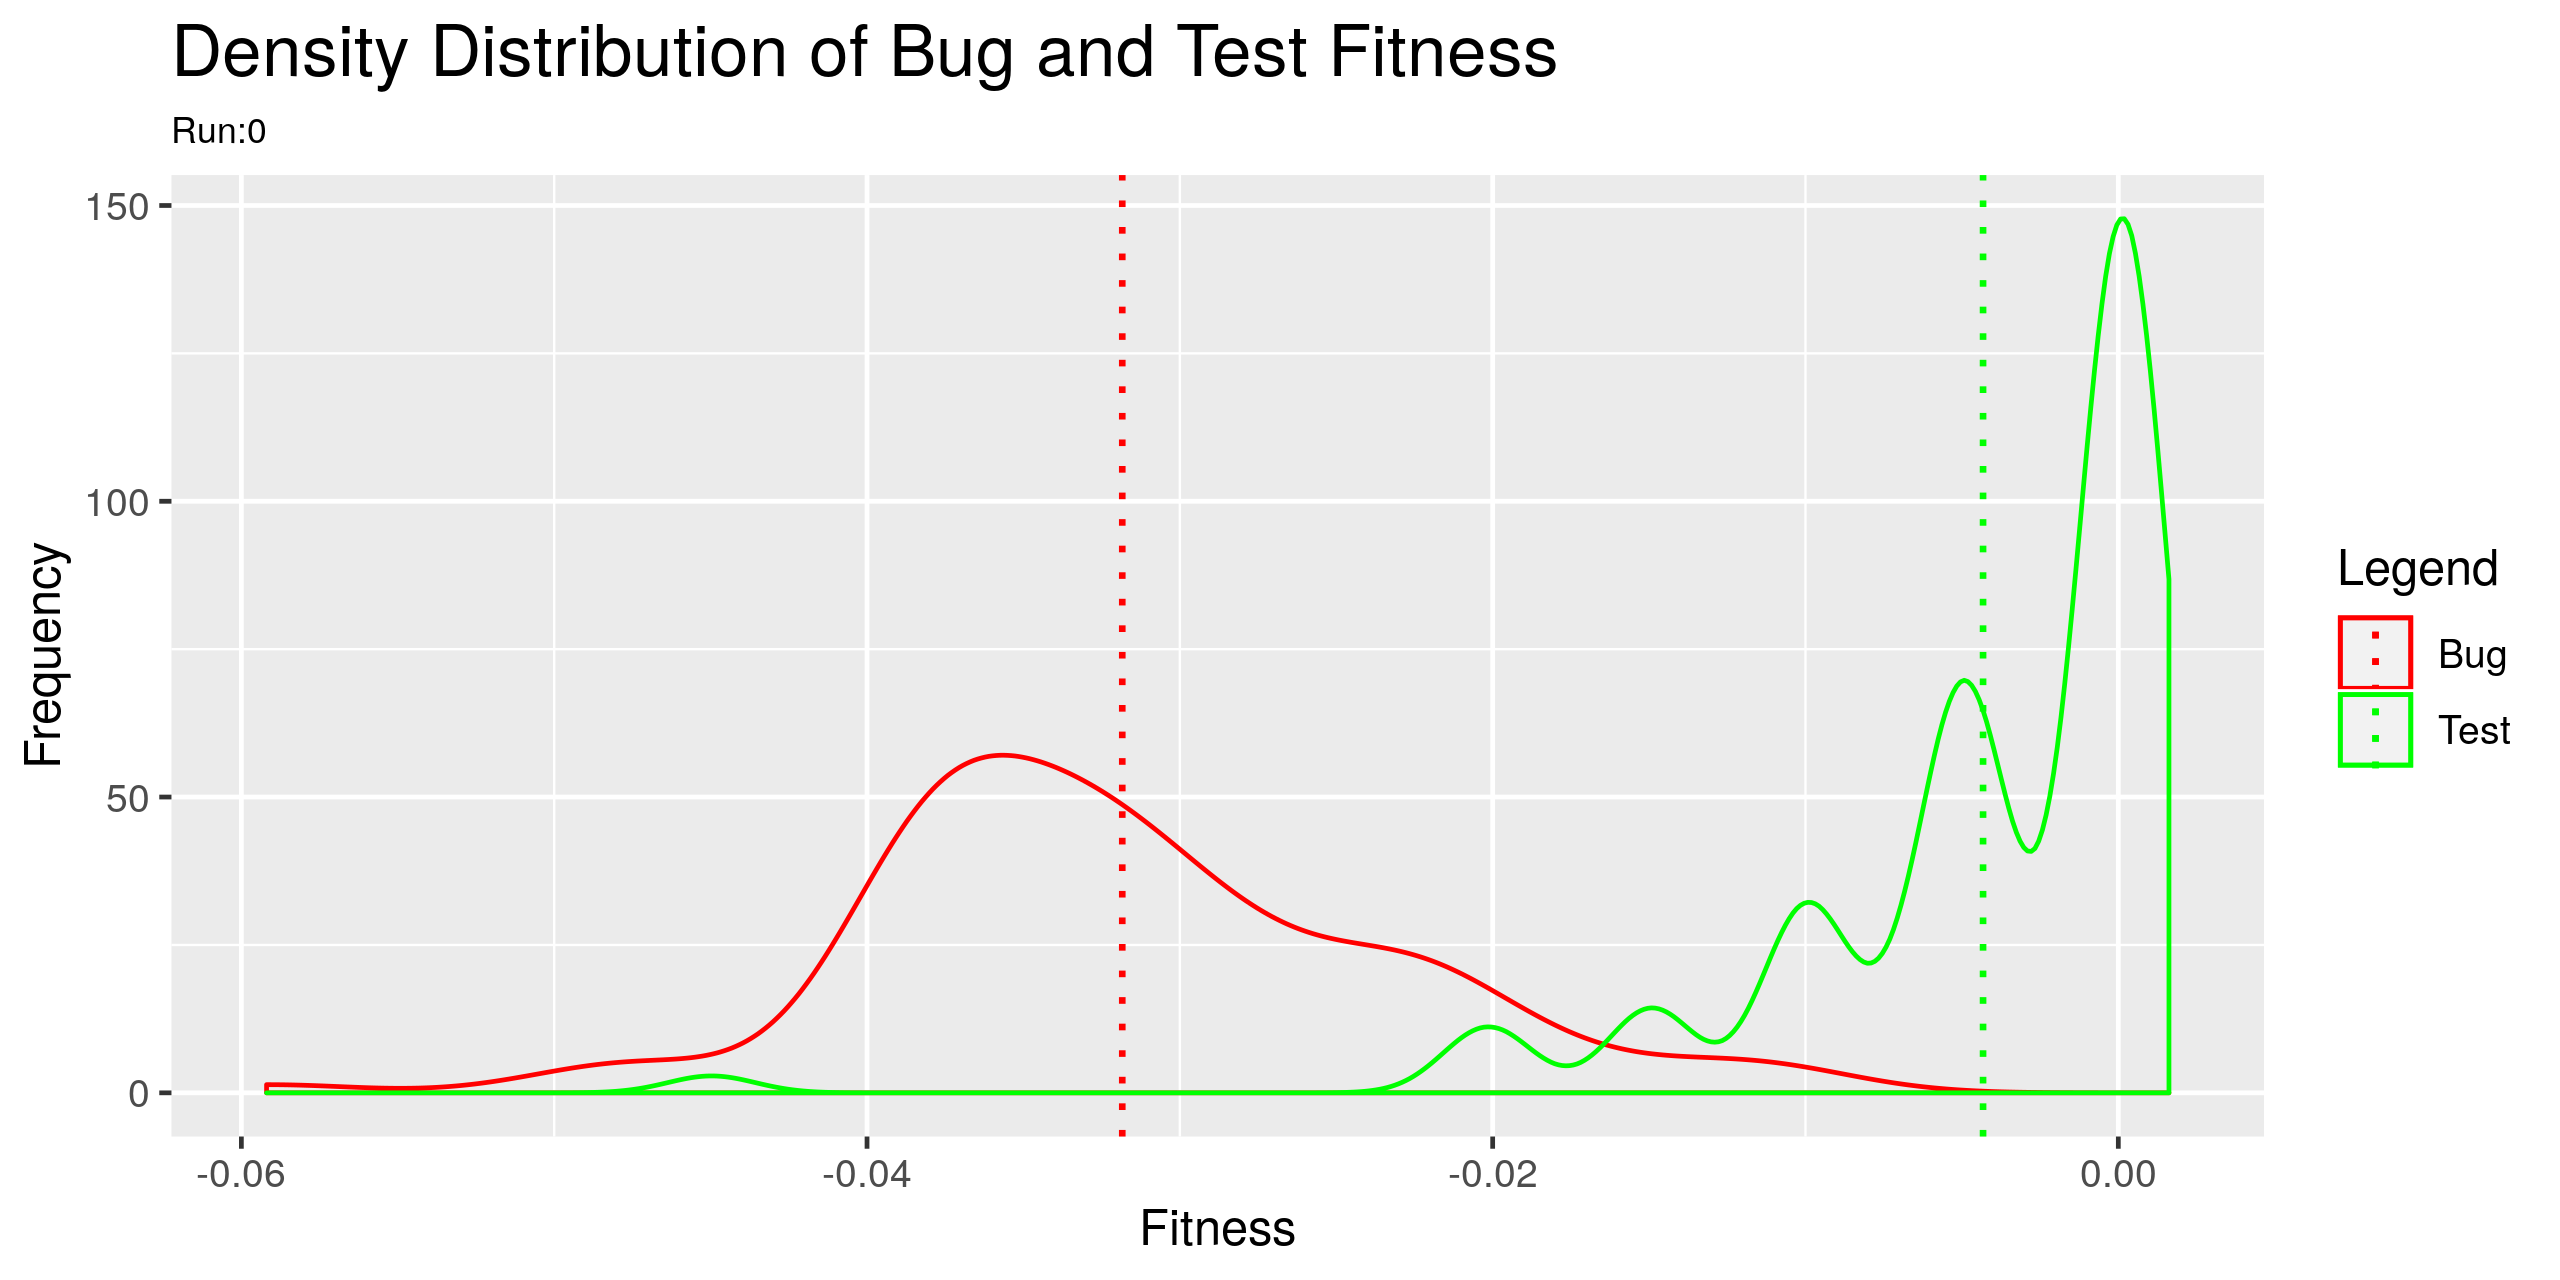 Density Distribution of Bug and Test Fitness
Run:0
150
100
50
0
Frequency
-0.06
-0.04
-0.02
0.00
Fitness
Legend
Bug
Test